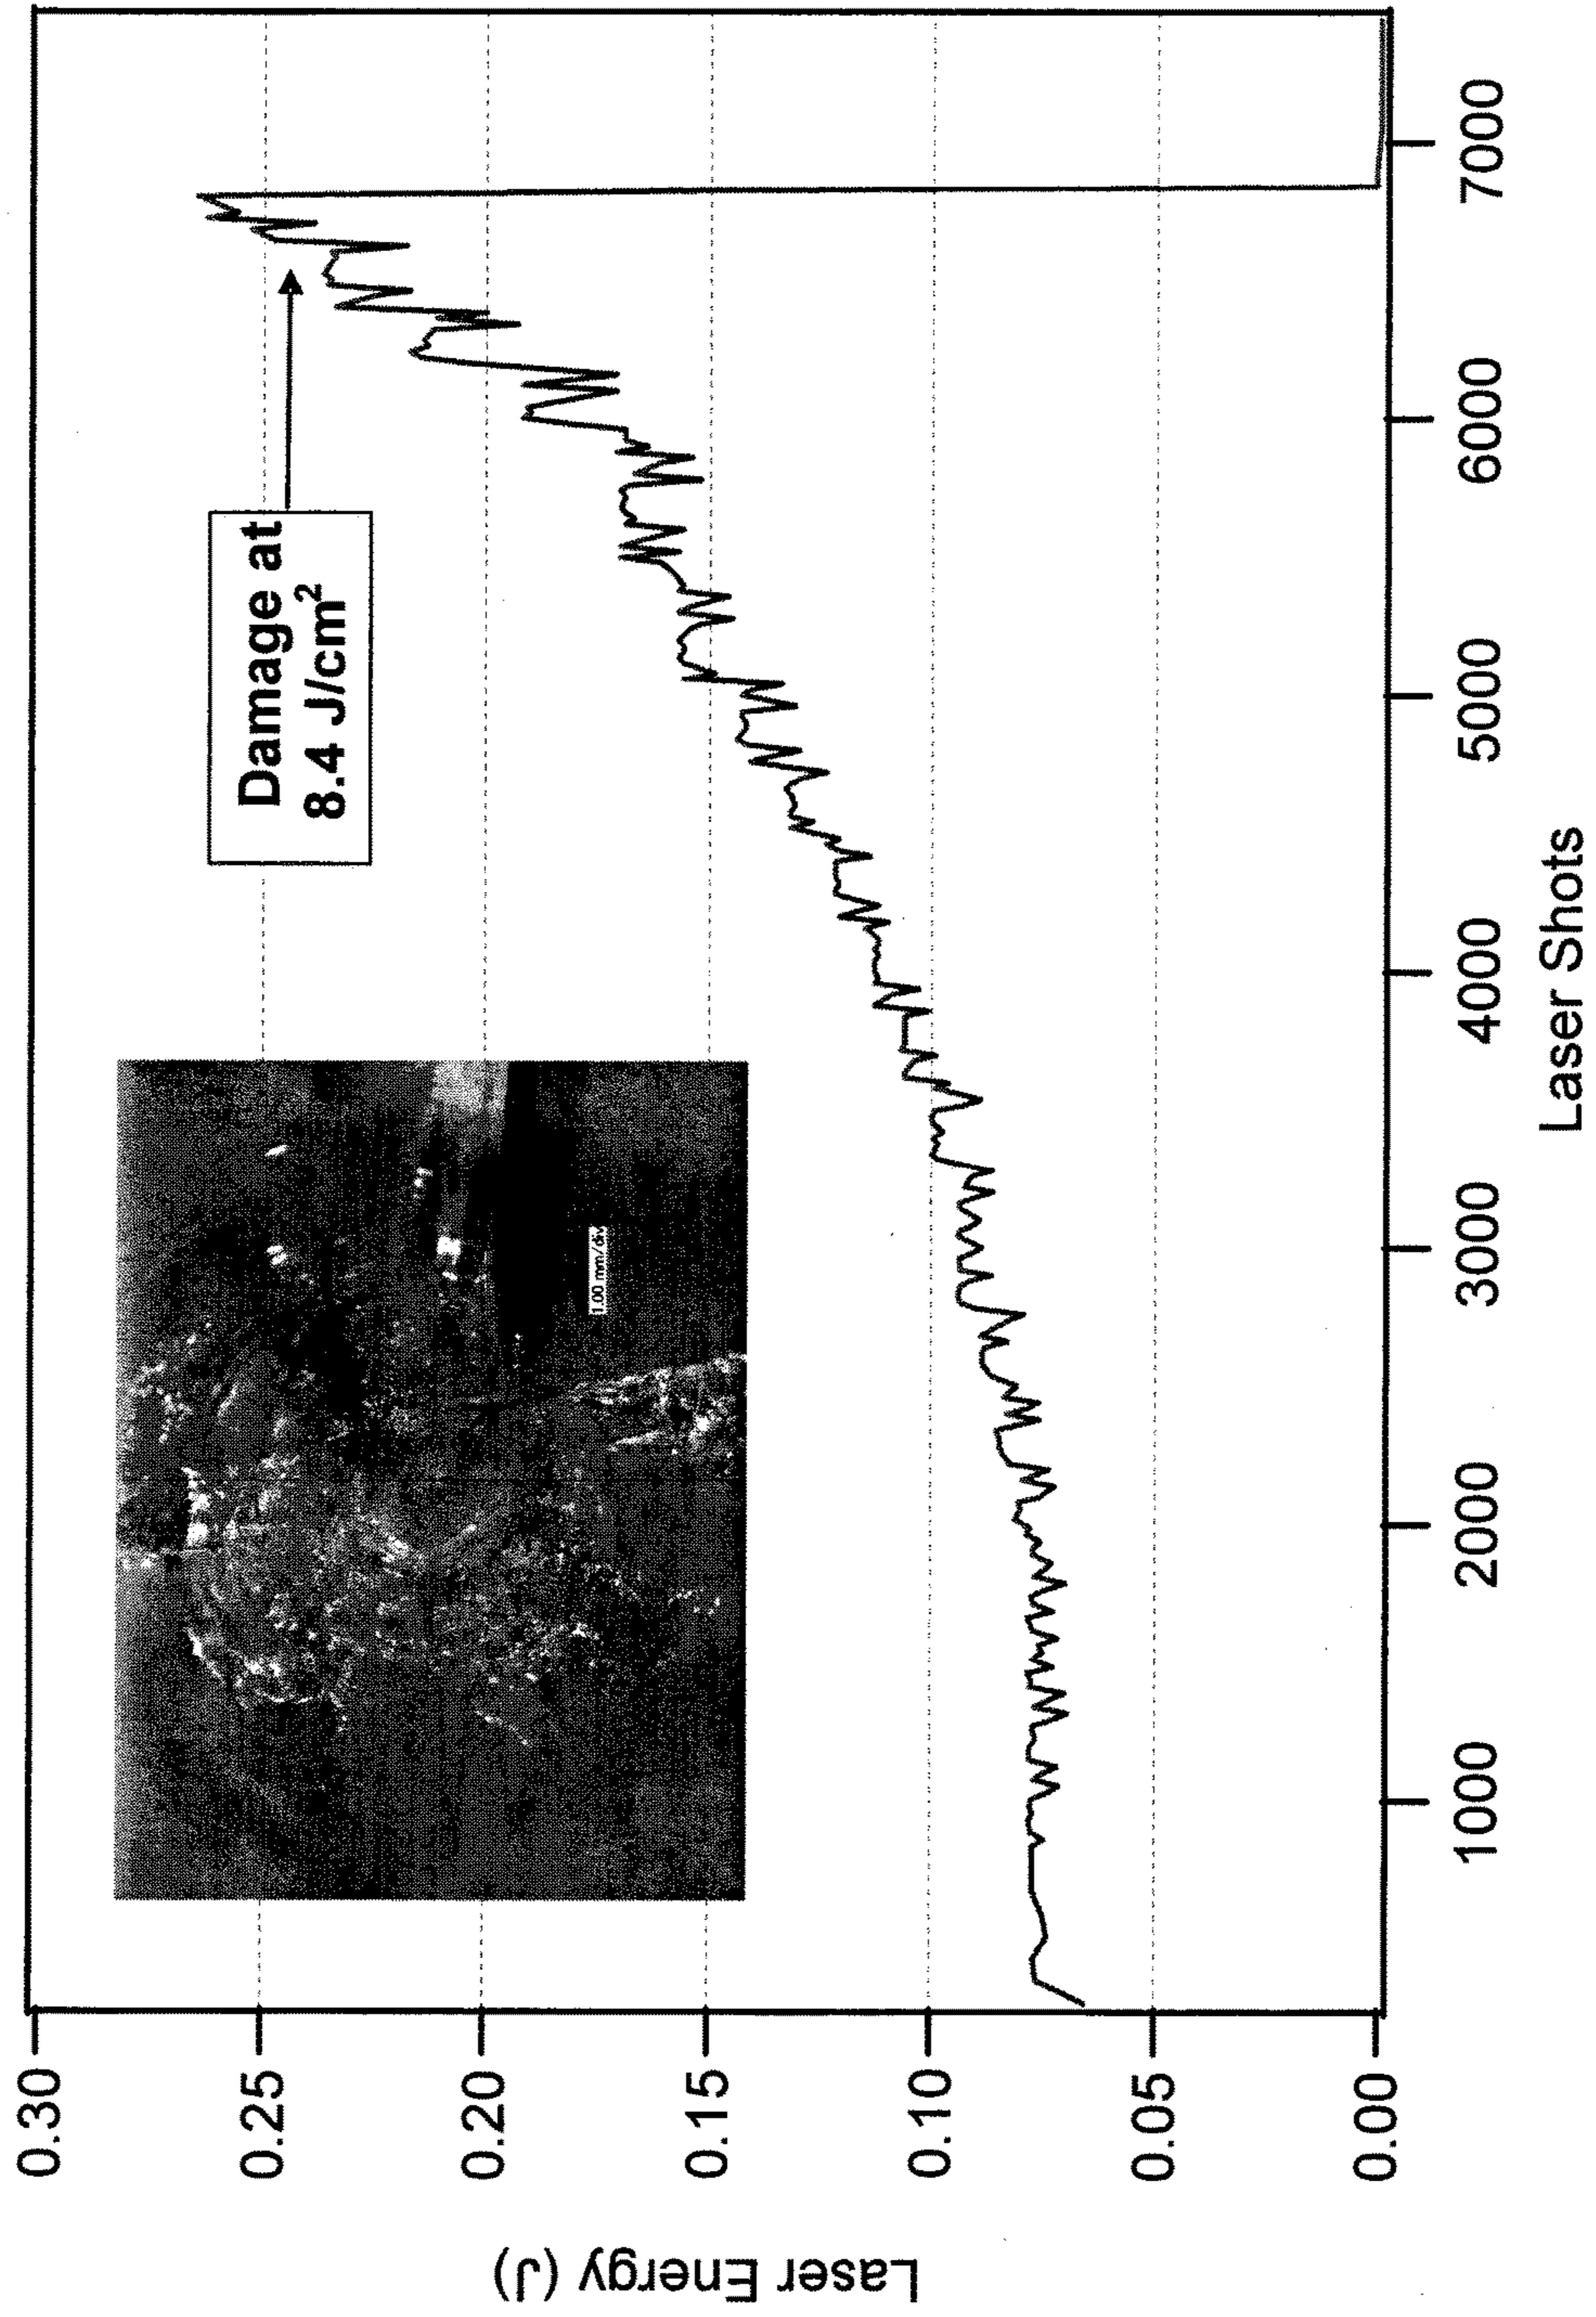 Laser Energy (J)
0.30
0.25
0.20
0.15
0.10
0.05
0.00
Damage at
8.4 J/cm²
1.00 mm/div
1000
2000
3000
4000
5000
6000
7000
Laser Shots